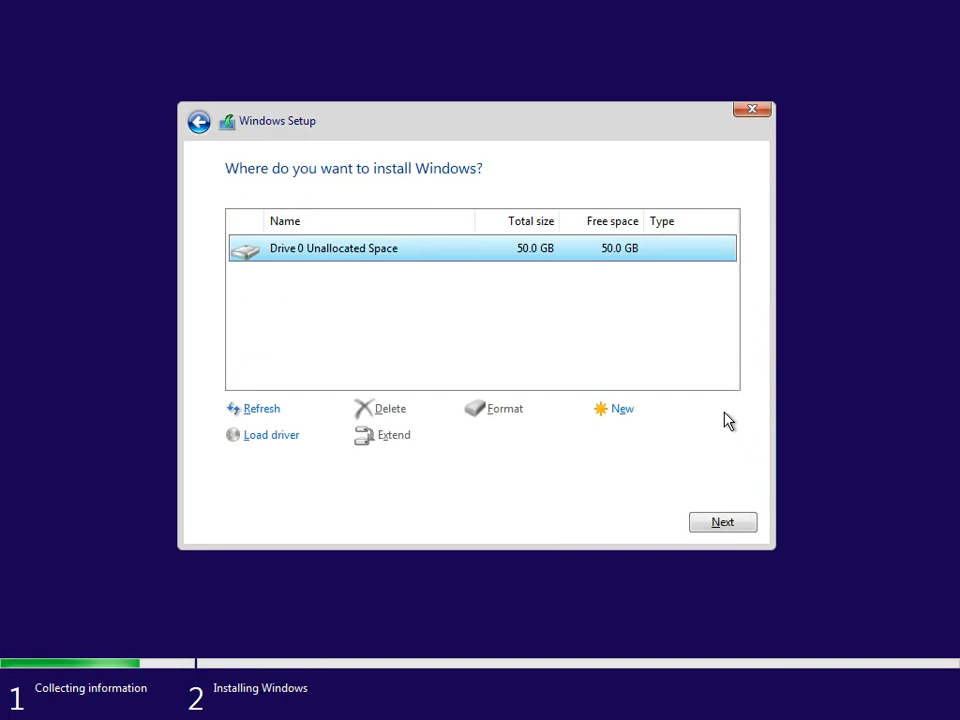 Windows Setup
Where do you want to install Windows?
Name Total size Free space Type
Drive 0 Unallocated Space 50.0 GB 50.0 GB
Refresh Delete Format New
Load driver Extend
Next
1 Collecting information 2 Installing Windows